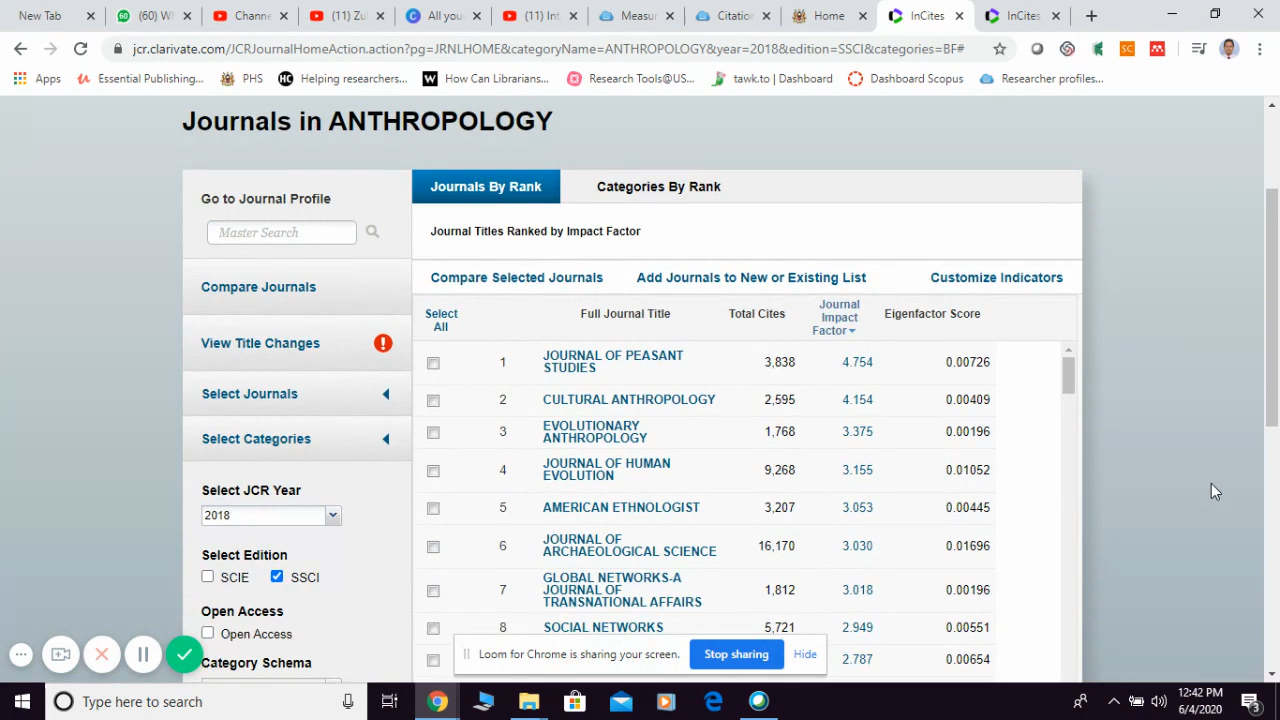 New Tab
(60) W
Chann
(11) Zu
All you
(11) Int
Measur
Citation
Home
InCites
InCites
jcr.clarivate.com/JCRJournalHomeAction.action?pg=JRNLHOME&categoryName=ANTHROPOLOGY&year=2018&edition=SSCI&categories=BF#
Apps
Essential Publishing...
PHS
Helping researchers...
How Can Librarians...
Research Tools@US...
tawk.to | Dashboard
Dashboard Scopus
Researcher profiles...
Journals in ANTHROPOLOGY
Go to Journal Profile
Master Search
Compare Journals
View Title Changes
Select Journals
Select Categories
Select JCR Year
2018
Select Edition
SCIE SSCI
Open Access
Open Access
Category Schema
Journals By Rank Categories By Rank
Journal Titles Ranked by Impact Factor
Compare Selected Journals Add Journals to New or Existing List Customize Indicators
Select All Full Journal Title Total Cites Journal Impact Factor Eigenfactor Score
1 JOURNAL OF PEASANT STUDIES 3,838 4.754 0.00726
2 CULTURAL ANTHROPOLOGY 2,595 4.154 0.00409
3 EVOLUTIONARY ANTHROPOLOGY 1,768 3.375 0.00196
4 JOURNAL OF HUMAN EVOLUTION 9,268 3.155 0.01052
5 AMERICAN ETHNOLOGIST 3,207 3.053 0.00445
6 JOURNAL OF ARCHAEOLOGICAL SCIENCE 16,170 3.030 0.01696
7 GLOBAL NETWORKS-A JOURNAL OF TRANSNATIONAL AFFAIRS 1,812 3.018 0.00196
8 SOCIAL NETWORKS 5,721 2.949 0.00551
2.787 0.00654
Loom for Chrome is sharing your screen. Stop sharing Hide
Type here to search
12:42 PM
6/4/2020
3